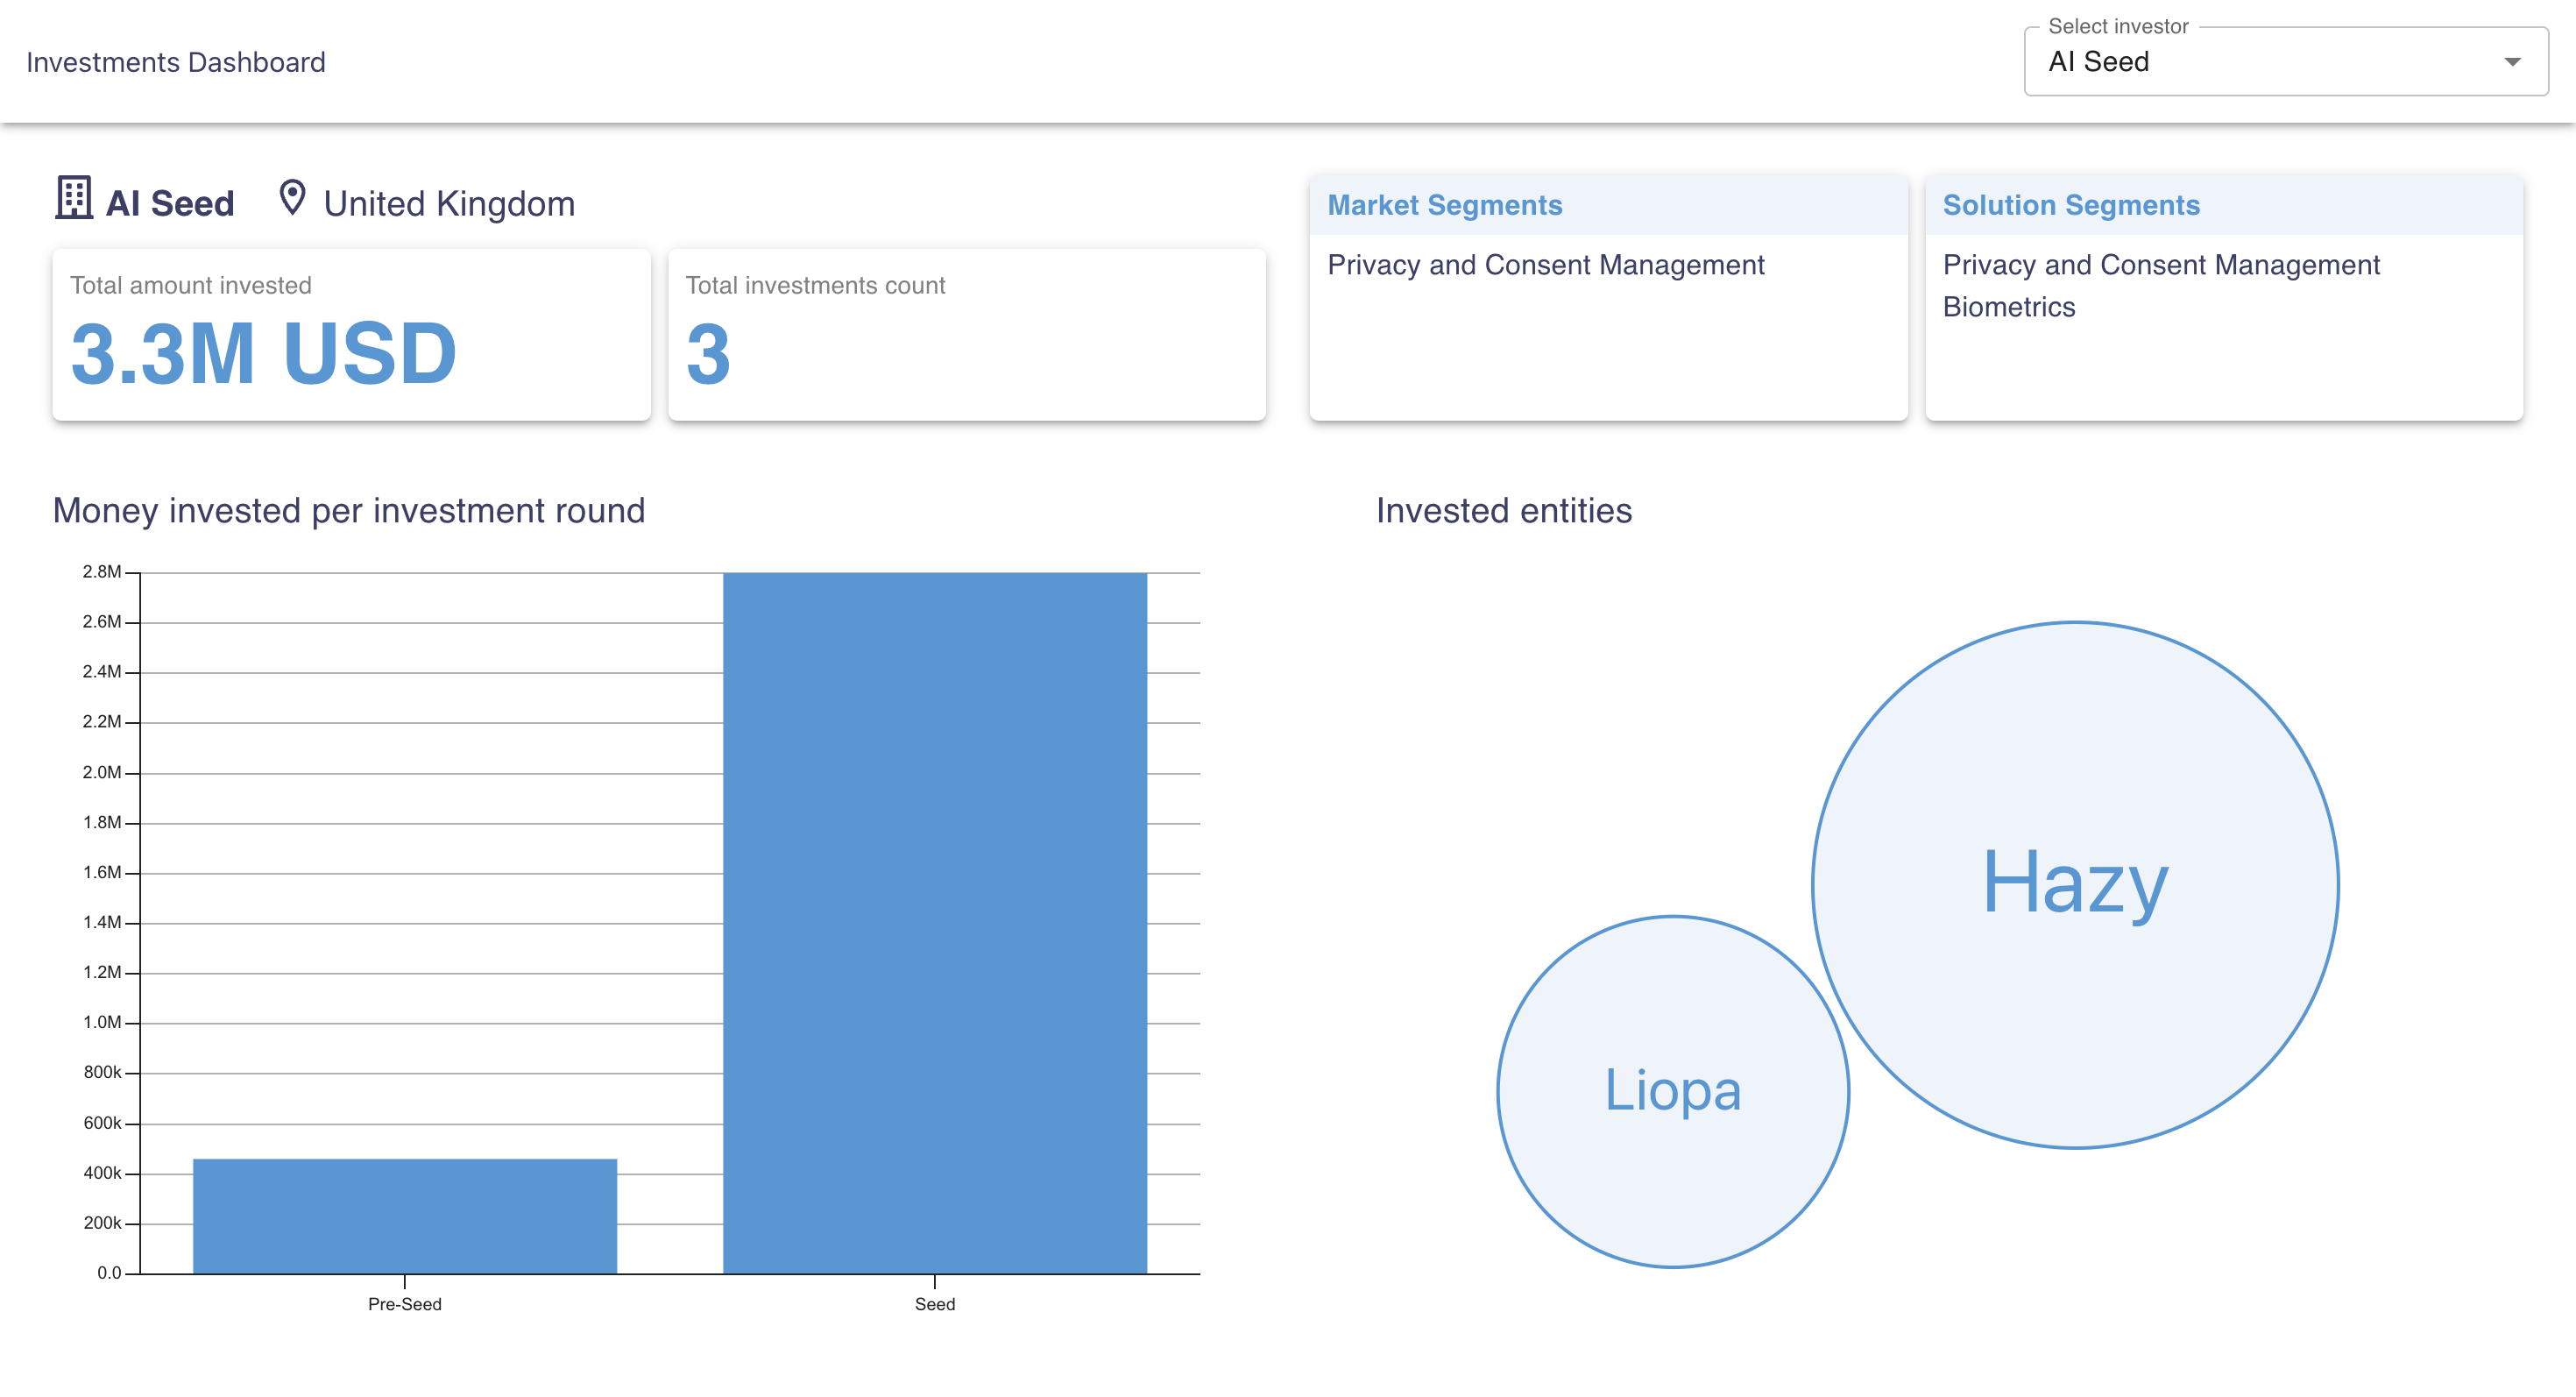 Investments Dashboard
Select investor
AI Seed
AI Seed
United Kingdom
Total amount invested
3.3M USD
Total investments count
3
Market Segments
Privacy and Consent Management
Solution Segments
Privacy and Consent Management
Biometrics
Money invested per investment round
2.8M
2.6M
2.4M
2.2M
2.0M
1.8M
1.6M
1.4M
1.2M
1.0M
800k
600k
400k
200k
0.0
Pre-Seed
Seed
Invested entities
Hazy
Liopa